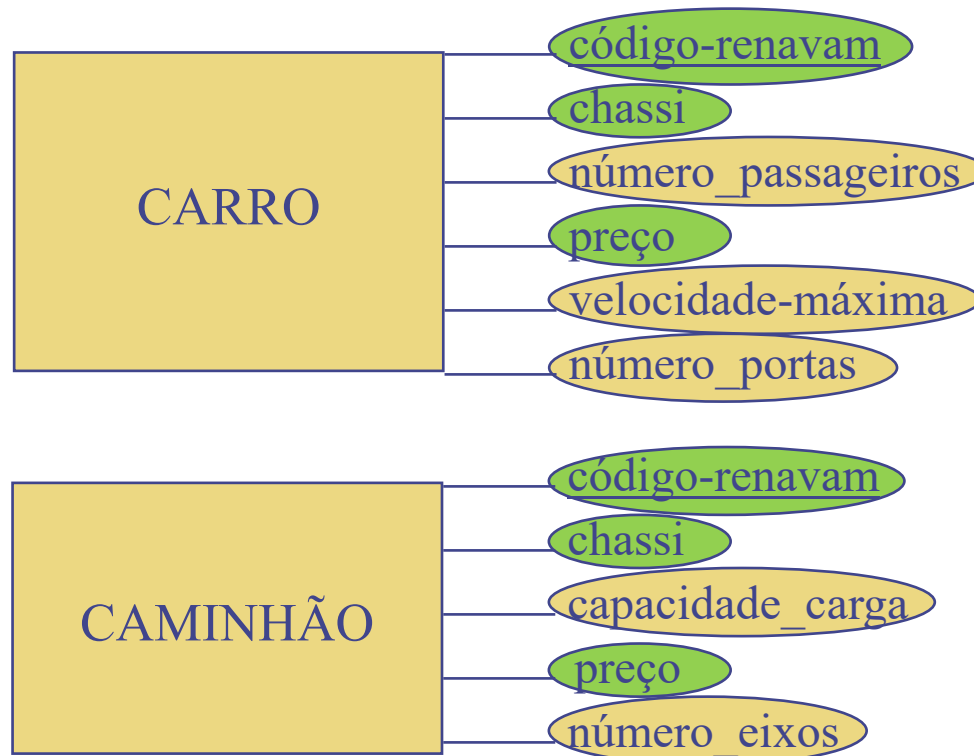 CARRO
código-renavam
chassi
número_passageiros
preço
velocidade-máxima
número_portas
CAMINHÃO
código-renavam
chassi
capacidade_carga
preço
número_eixos